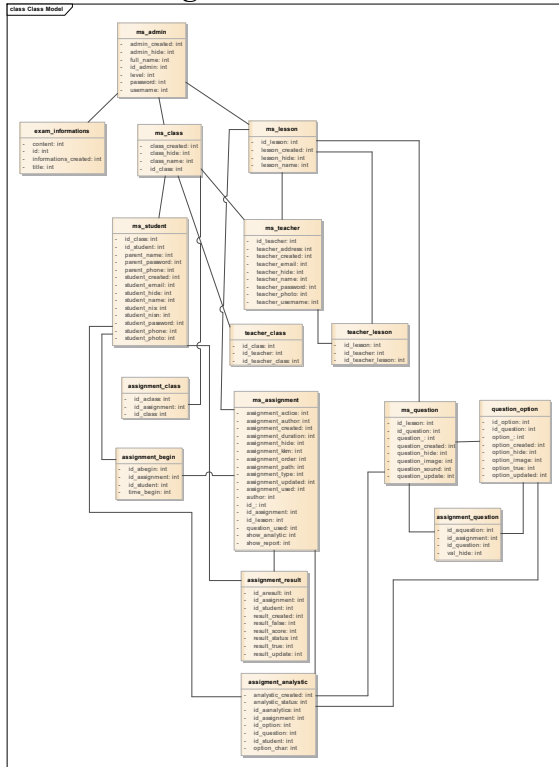 class Class Model
ms_admin
- admin_created: int
- admin_hide: int
- full_name: int
- id_admin: int
- level: int
- password: int
- username: int
exam_informations
- content: int
- id: int
- informations_created: int
- title: int
ms_class
- class_created: int
- class_hide: int
- class_name: int
- id_class: int
ms_lesson
- id_lesson: int
- lesson_created: int
- lesson_hide: int
- lesson_name: int
ms_student
- id_class: int
- id_student: int
- parent_name: int
- parent_password: int
- parent_phone: int
- student_created: int
- student_email: int
- student_hide: int
- student_name: int
- student_nis: int
- student_nisn: int
- student_password: int
- student_phone: int
- student_photo: int
ms_teacher
- id_teacher: int
- teacher_address: int
- teacher_created: int
- teacher_email: int
- teacher_hide: int
- teacher_name: int
- teacher_password: int
- teacher_photo: int
- teacher_username: int
teacher_class
- id_class: int
- id_teacher: int
- id_teacher_class: int
teacher_lesson
- id_lesson: int
- id_teacher: int
- id_teacher_lesson: int
assignment_class
- id_aclass: int
- id_assignment: int
- id_class: int
ms_assignment
- assignment_active: int
- assignment_author: int
- assignment_created: int
- assignment_duration: int
- assignment_hide: int
- assignment_kkm: int
- assignment_order: int
- assignment_path: int
- assignment_type: int
- assignment_updated: int
- assignment_used: int
- author: int
- id_: int
- id_assignment: int
- id_lesson: int
- question_used: int
- show_analytic: int
- show_report: int
ms_question
- id_lesson: int
- id_question: int
- question_: int
- question_created: int
- question_hide: int
- question_image: int
- question_sound: int
- question_update: int
question_option
- id_option: int
- id_question: int
- option_: int
- option_created: int
- option_hide: int
- option_image: int
- option_true: int
- option_updated: int
assignment_begin
- id_abegin: int
- id_assignment: int
- id_student: int
- time_begin: int
assignment_question
- id_aquestion: int
- id_assignment: int
- id_question: int
- val_hide: int
assignment_result
- id_aresult: int
- id_assignment: int
- id_student: int
- result_created: int
- result_false: int
- result_score: int
- result_status: int
- result_true: int
- result_update: int
assigment_analystic
- analystic_created: int
- analystic_status: int
- id_aanalytics: int
- id_assignment: int
- id_option: int
- id_question: int
- id_student: int
- option_char: int